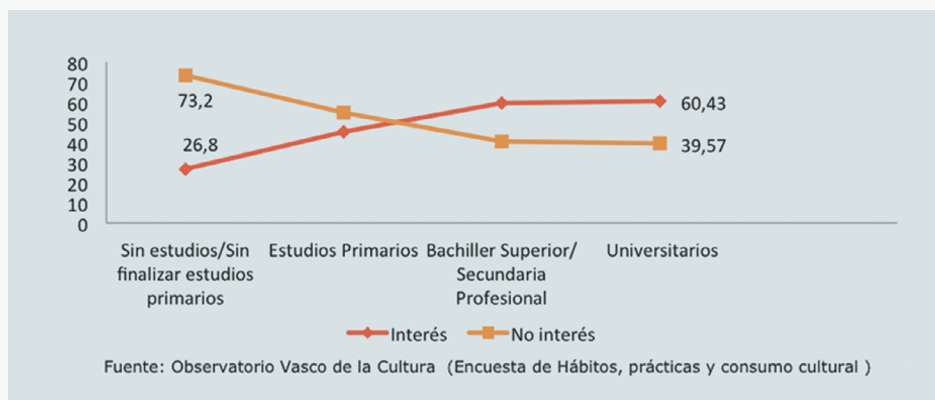 80
70
60
50
40
30
20
10
0
73,2
26,8
60,43
39,57
Sin estudios/Sin
finalizar estudios
primarios
Estudios Primarios
Bachiller Superior/
Secundaria
Profesional
Universitarios
Interés
No interés
Fuente: Observatorio Vasco de la Cultura (Encuesta de Hábitos, prácticas y consumo cultural )